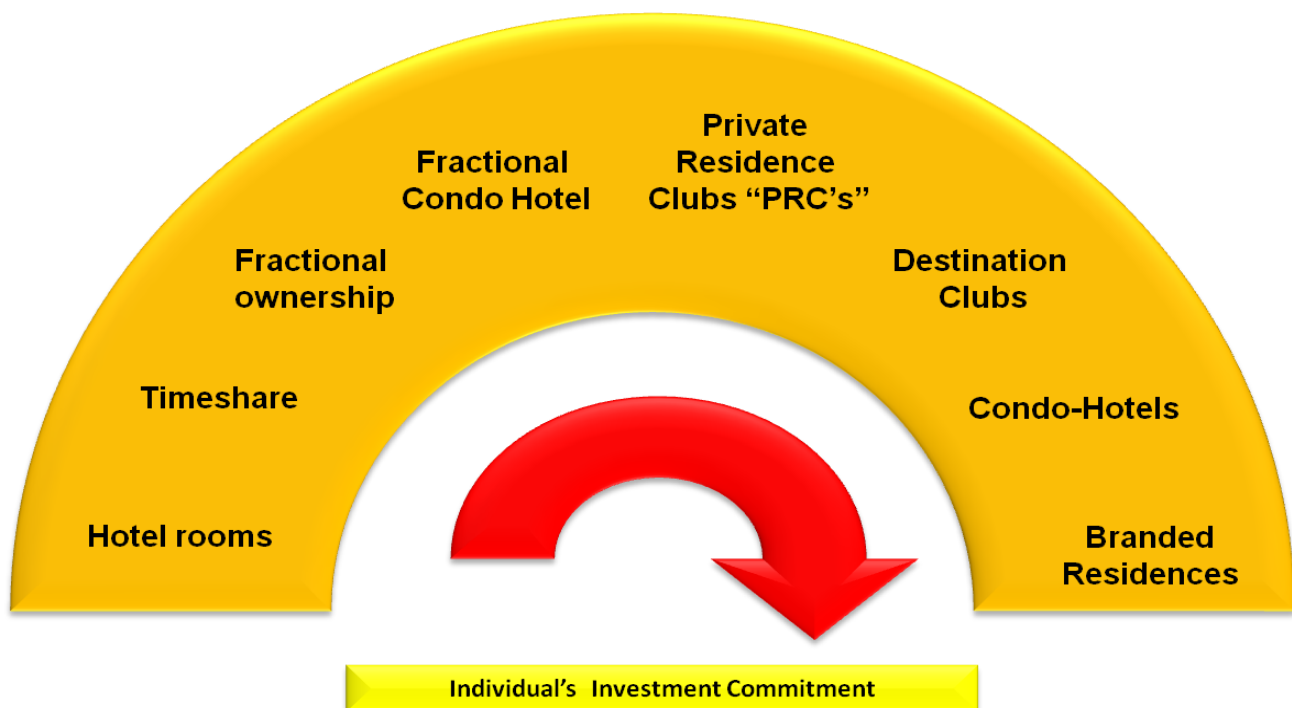 Hotel rooms
Timeshare
Fractional
ownership
Fractional
Condo Hotel
Private
Residence
Clubs “PRC’s”
Destination
Clubs
Condo-Hotels
Branded
Residences
Individual’s Investment Commitment